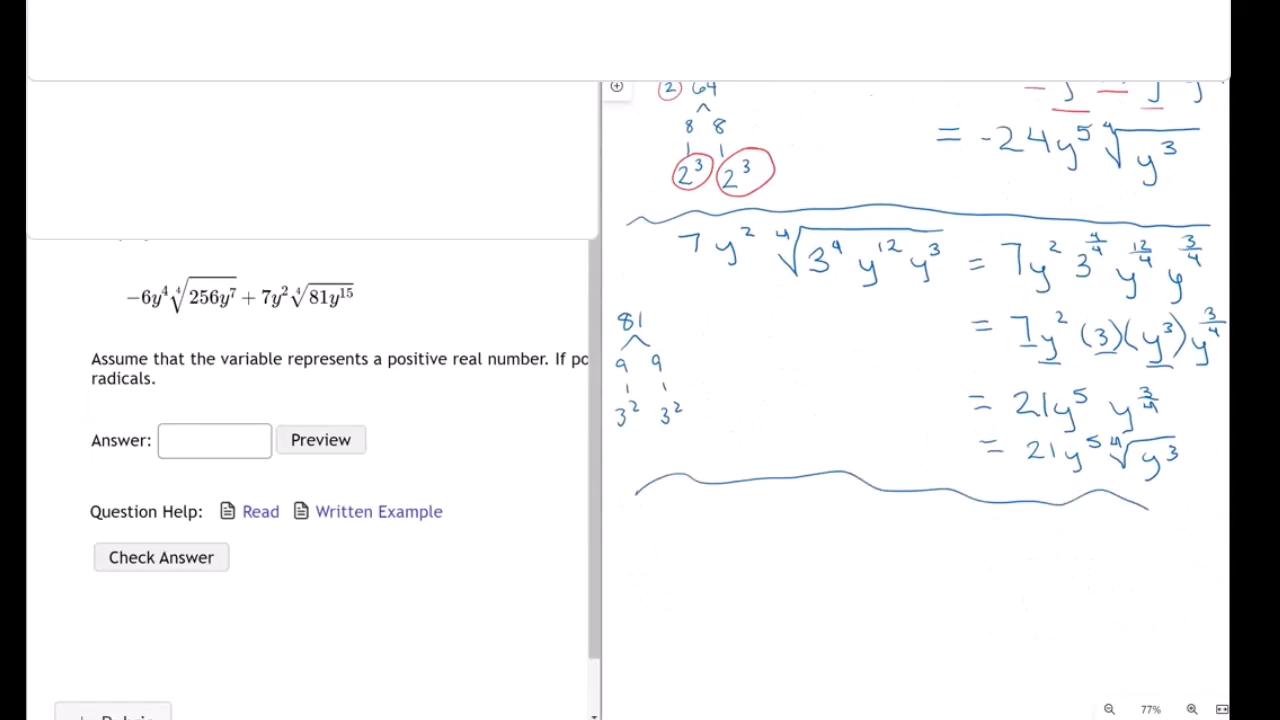 ② 64
8 8
2³ 2³
= -24y⁵ ∜y³
−6y⁴ ∜256y⁷ + 7y² ∜81y¹⁵
Assume that the variable represents a positive real number. If po
radicals.
Answer:
Preview
Question Help: Read Written Example
Check Answer
7y² ∜3⁴ y¹² y³ = 7y² 3^(4/4) y^(12/4) y^(3/4)
81
9 9
3² 3²
= 7y² (3)(y³) y^(3/4)
= 21y⁵ y^(3/4)
= 21y⁵ ∜y³
77%